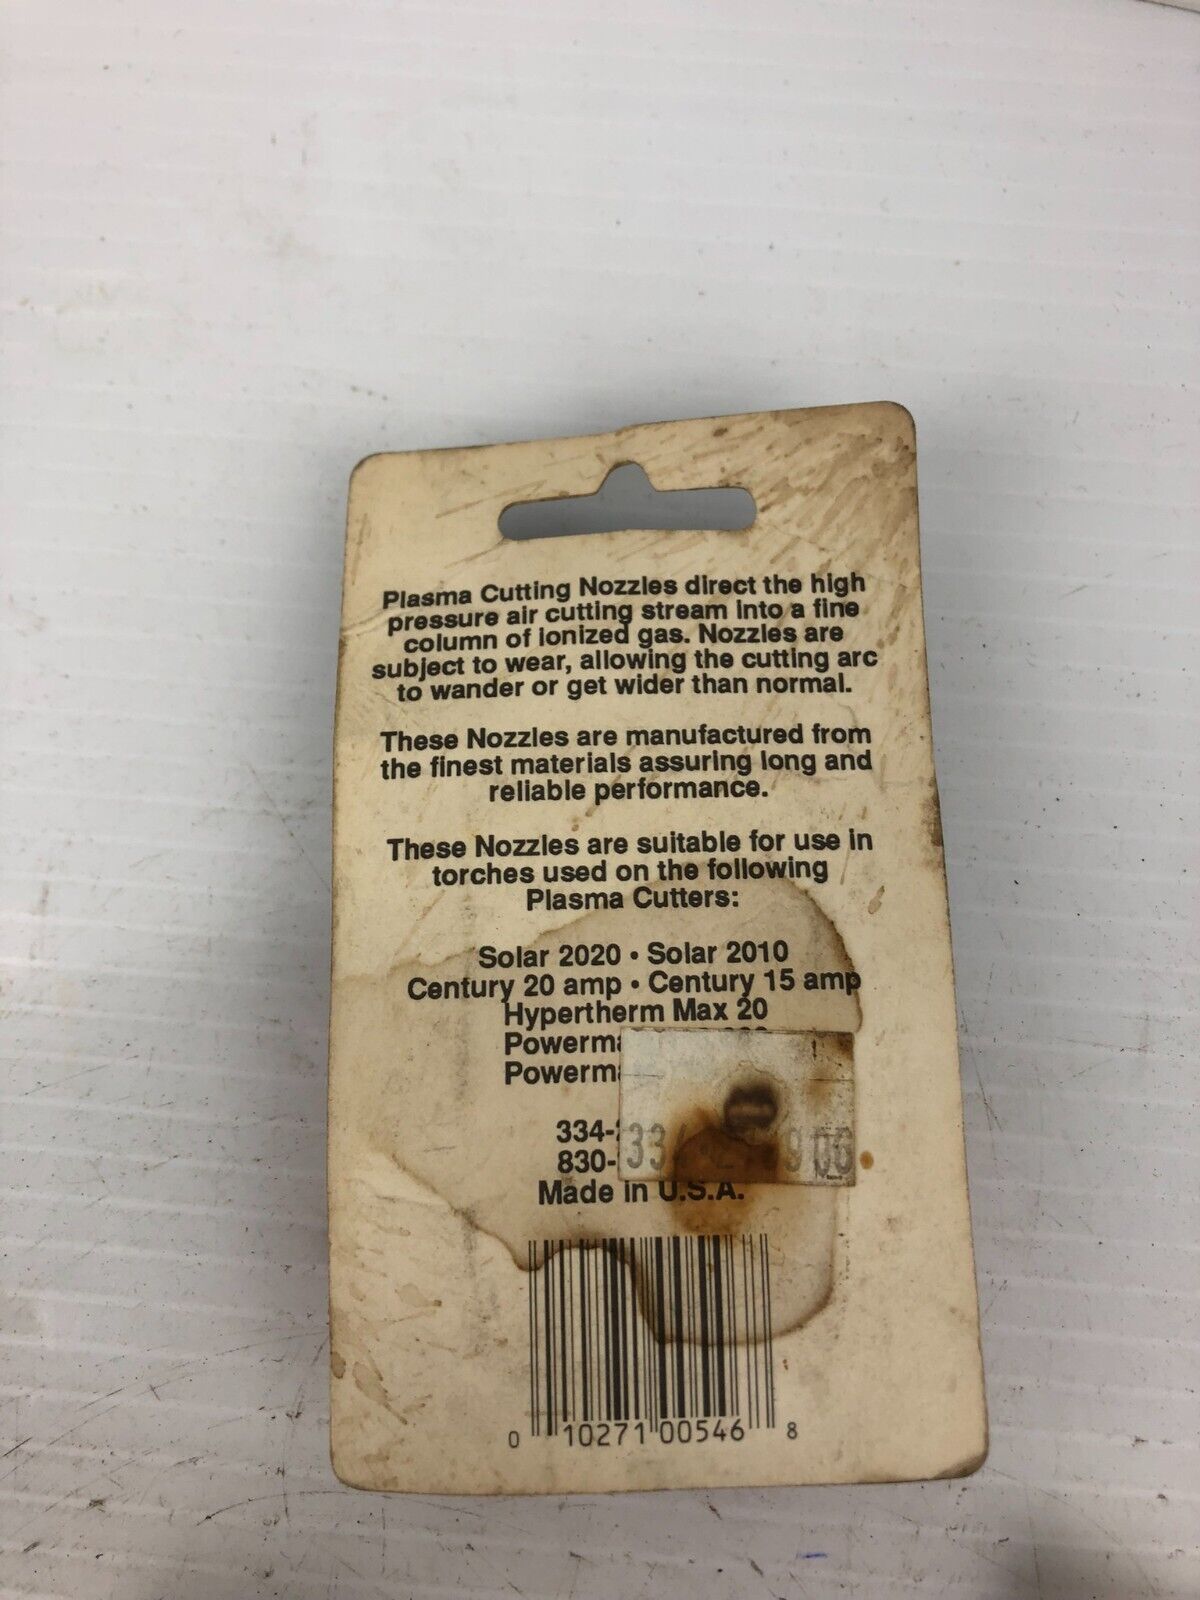 Plasma Cutting Nozzles direct the high
pressure air cutting stream into a fine
column of ionized gas. Nozzles are
subject to wear, allowing the cutting arc
to wander or get wider than normal.
These Nozzles are manufactured from
the finest materials assuring long and
reliable performance.
These Nozzles are suitable for use in
torches used on the following
Plasma Cutters:
Solar 2020 • Solar 2010
Century 20 amp • Century 15 amp
Hypertherm Max 20
334-
830-
Made in U.S.A.
0 10271 00546 8